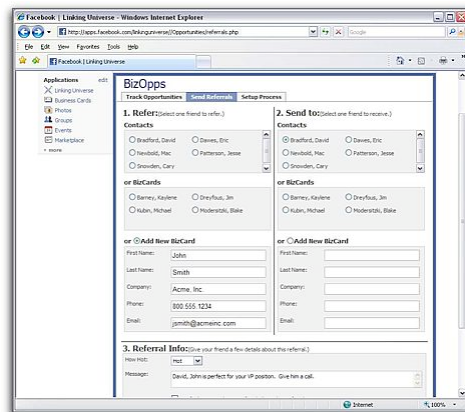 Facebook | Linking Universe - Windows Internet Explorer
http://apps.facebook.com/linkinguniverse//Opportunities/referrals.php
Google
File Edit View Favorites Tools Help
Facebook | Linking Universe
Applications edit
Linking Universe
Business Cards
Photos
Groups
Events
Marketplace
more
BizOpps
Track Opportunities Send Referrals Setup Process
1. Refer:(Select one friend to refer.)
Contacts
Bradford, David Dawes, Eric
Newbold, Mac Patterson, Jesse
Snowden, Cary
or BizCards
Barney, Kaylene Dreyfous, Jim
Kubin, Michael Modersitzki, Blake
or Add New BizCard
First Name: John
Last Name: Smith
Company: Acme, Inc.
Phone: 800.555.1234
Email: jsmith@acmeinc.com
2. Send to:(Select one friend to receive.)
Contacts
Bradford, David Dawes, Eric
Newbold, Mac Patterson, Jesse
Snowden, Cary
or BizCards
Barney, Kaylene Dreyfous, Jim
Kubin, Michael Modersitzki, Blake
or Add New BizCard
First Name:
Last Name:
Company:
Phone:
Email:
3. Referral Info:(Give your friend a few details about this referral.)
How Hot: Hot
Message: David, John is perfect for your VP position. Give him a call.
Internet 100%